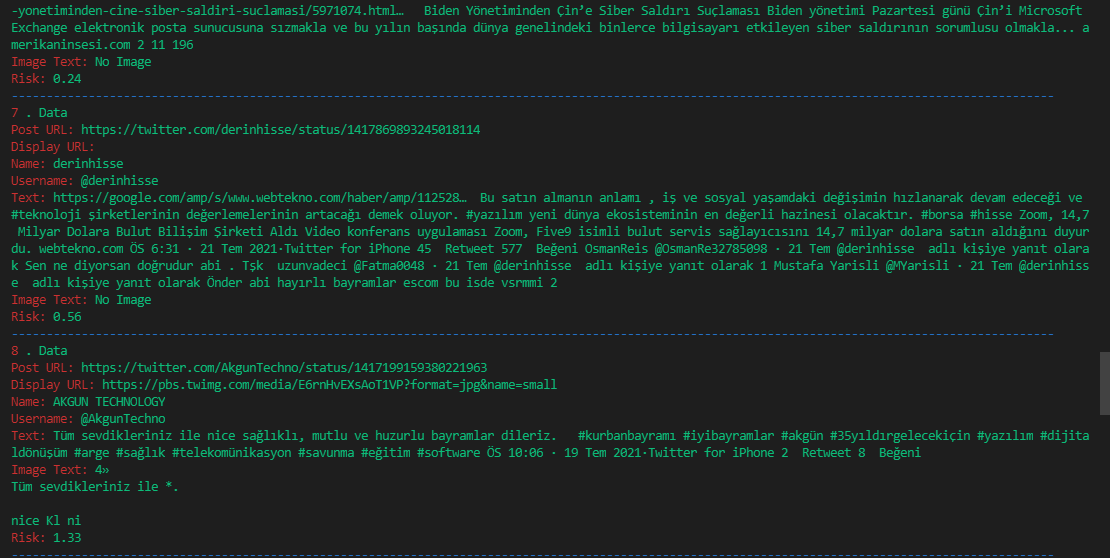 -yonetiminden-cine-siber-saldiri-suclamasi/5971074.html…   Biden Yönetiminden Çin’e Siber Saldırı Suçlaması Biden yönetimi Pazartesi günü Çin’i Microsoft
Exchange elektronik posta sunucusuna sızmakla ve bu yılın başında dünya genelindeki binlerce bilgisayarı etkileyen siber saldırının sorumlusu olmakla... a
merikaninsesi.com 2 11 196
Image Text: No Image
Risk: 0.24
7 . Data
Post URL: https://twitter.com/derinhisse/status/1417869893245018114
Display URL:
Name: derinhisse
Username: @derinhisse
Text: https://google.com/amp/s/www.webtekno.com/haber/amp/112528…  Bu satın almanın anlamı , iş ve sosyal yaşamdaki değişimin hızlanarak devam edeceği ve
#teknoloji şirketlerinin değerlemelerinin artacağı demek oluyor. #yazılım yeni dünya ekosisteminin en değerli hazinesi olacaktır. #borsa #hisse Zoom, 14,7
Milyar Dolara Bulut Bilişim Şirketi Aldı Video konferans uygulaması Zoom, Five9 isimli bulut servis sağlayıcısını 14,7 milyar dolara satın aldığını duyur
du. webtekno.com ÖS 6:31 · 21 Tem 2021·Twitter for iPhone 45  Retweet 577  Beğeni OsmanReis @OsmanRe32785098 · 21 Tem @derinhisse  adlı kişiye yanıt olara
k Sen ne diyorsan doğrudur abi . Tşk  uzunvadeci @Fatma0048 · 21 Tem @derinhisse  adlı kişiye yanıt olarak 1 Mustafa Yarisli @MYarisli · 21 Tem @derinhiss
e  adlı kişiye yanıt olarak Önder abi hayırlı bayramlar escom bu isde vsrmmi 2
Image Text: No Image
Risk: 0.56
8 . Data
Post URL: https://twitter.com/AkgunTechno/status/1417199159380221963
Display URL: https://pbs.twimg.com/media/E6rnHvEXsAoT1VP?format=jpg&name=small
Name: AKGUN TECHNOLOGY
Username: @AkgunTechno
Text: Tüm sevdikleriniz ile nice sağlıklı, mutlu ve huzurlu bayramlar dileriz.   #kurbanbayramı #iyibayramlar #akgün #35yıldırgelecekiçin #yazılım #dijita
ldönüşüm #arge #sağlık #telekomünikasyon #savunma #eğitim #software ÖS 10:06 · 19 Tem 2021·Twitter for iPhone 2  Retweet 8  Beğeni
Image Text: 4»
Tüm sevdikleriniz ile *.
nice Kl ni
Risk: 1.33